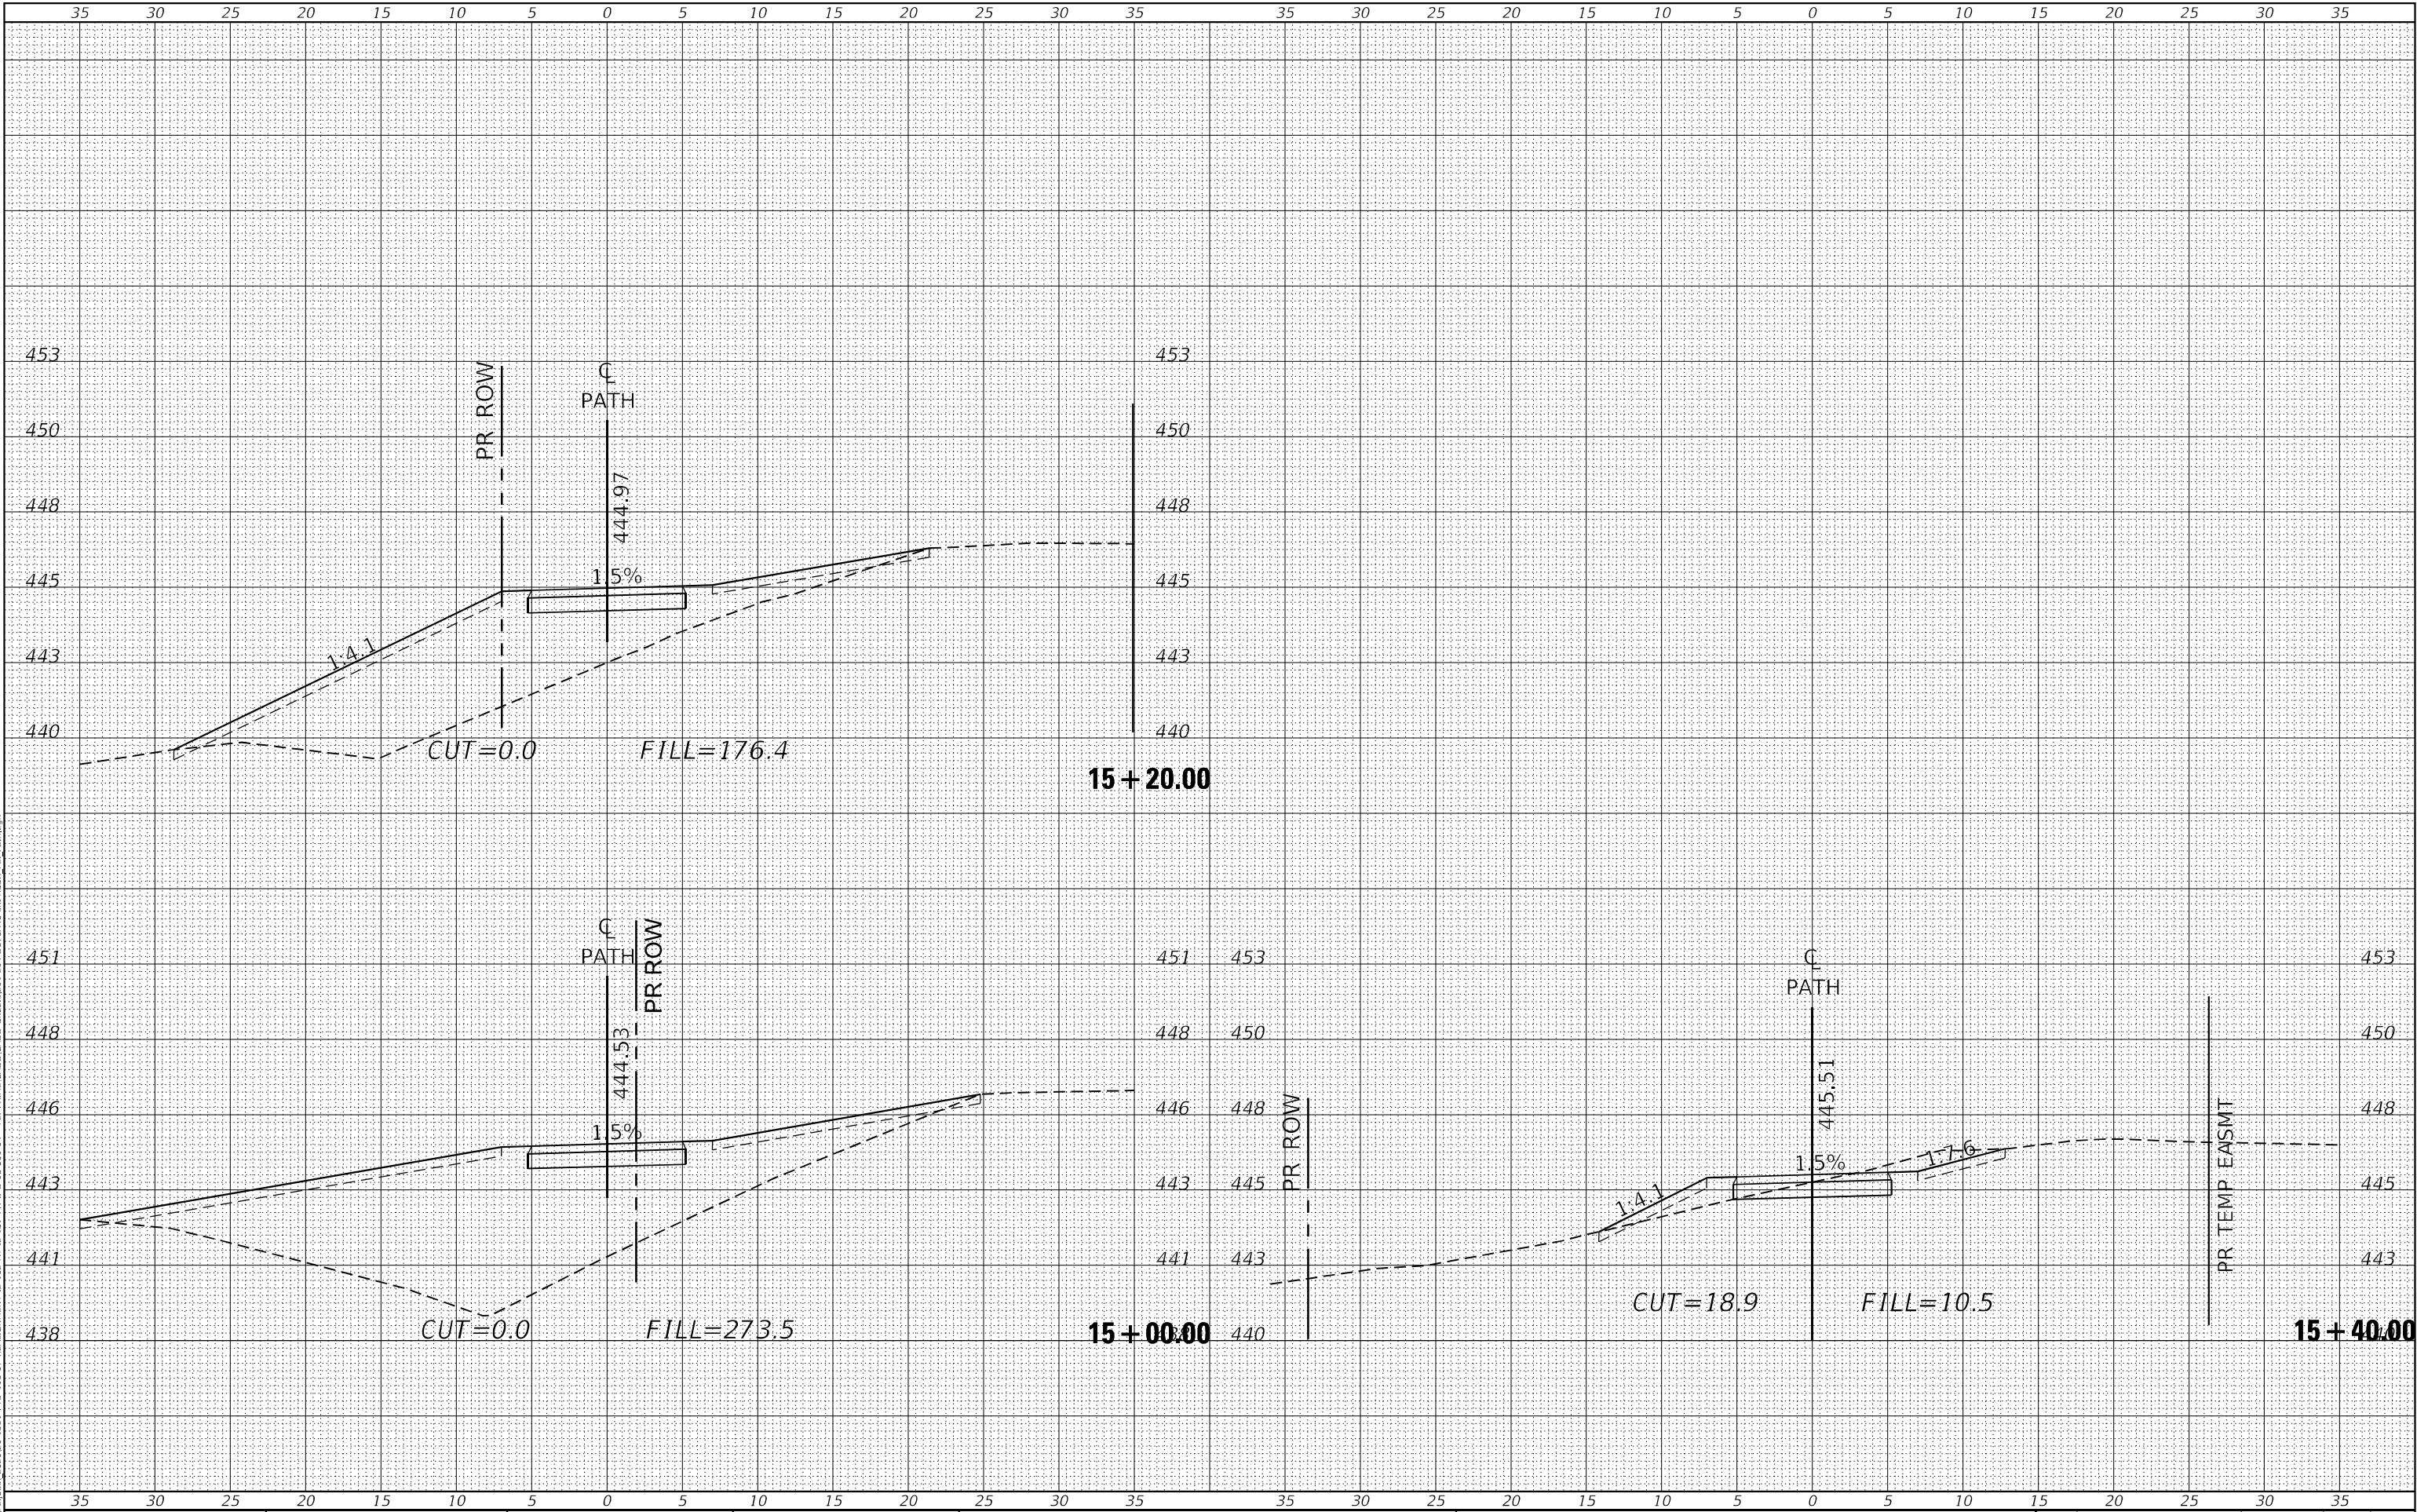 35 30 25 20 15 10 5 0 5 10 15 20 25 30 35 35 30 25 20 15 10 5 0 5 10 15 20 25 30 35
453 453
PR ROW
℄
PATH
450 450
444.97
448 448
1.5%
445 445
1:4.1
443 443
440 440
CUT=0.0 FILL=176.4
15+20.00
℄
PATH
PR ROW
451 451
444.53
448 448
446 446
1.5%
443 443
441 441
CUT=0.0 FILL=273.5
438
15+00.00
℄
PATH
453 453
450 450
445.51
448 448
PR ROW
PR TEMP EASMT
1:7.6
1.5%
445 445
1:4.1
443 443
CUT=18.9 FILL=10.5
440
15+40.00
35 30 25 20 15 10 5 0 5 10 15 20 25 30 35 35 30 25 20 15 10 5 0 5 10 15 20 25 30 35